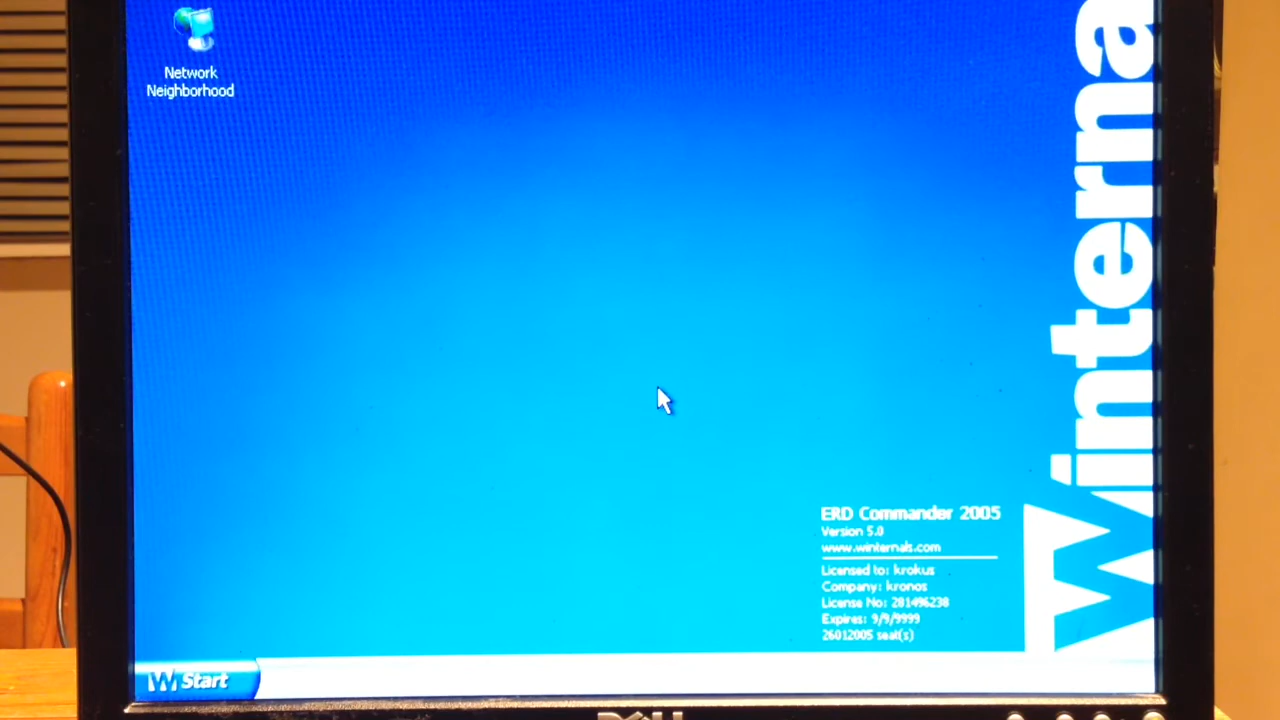 Network
Neighborhood
Winterna
ERD Commander 2005
Version 5.0
www.winternals.com
Licensed to: krokus
Company: kronos
License No: 281496238
Expires: 9/9/9999
26012005 seat(s)
W Start
DELL